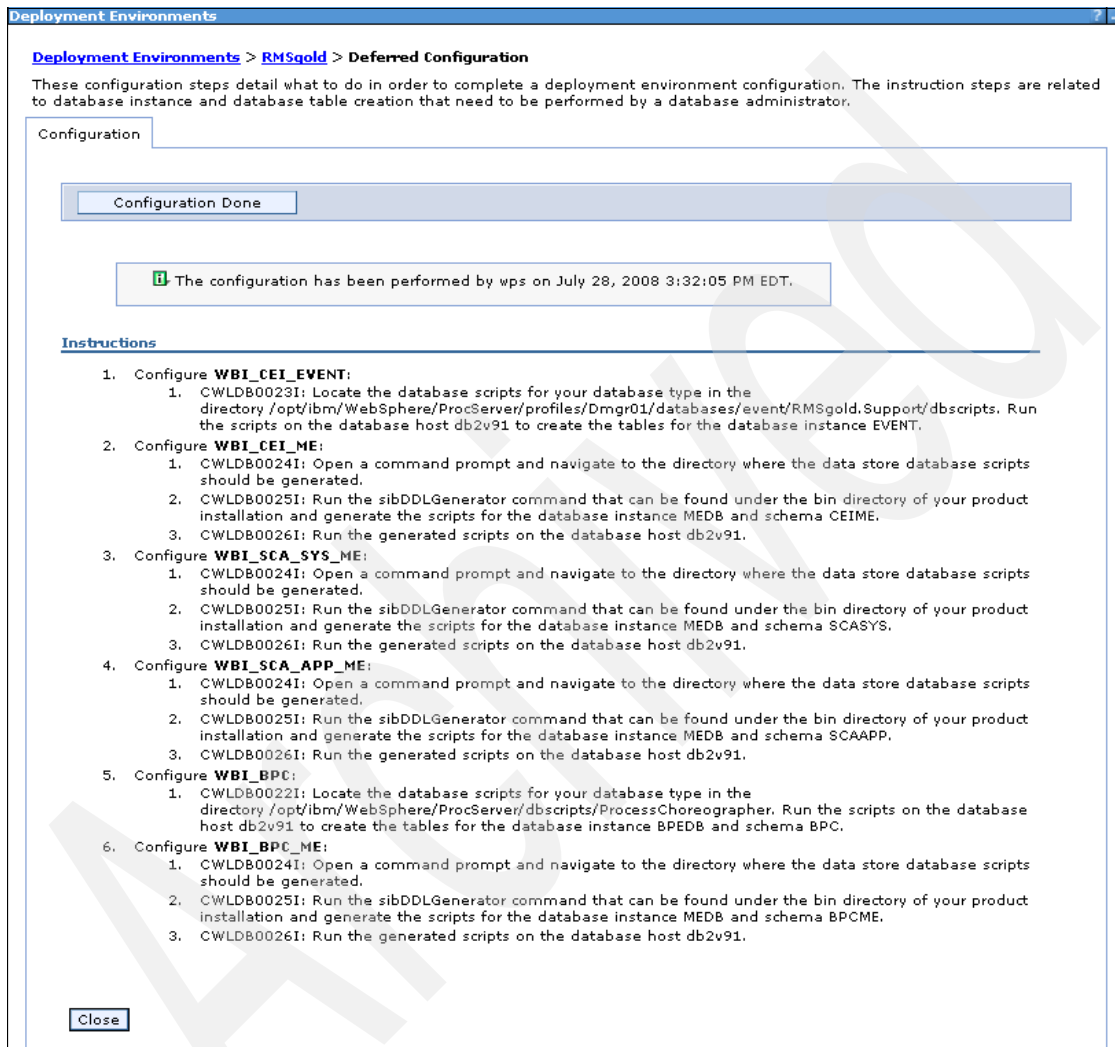 Deployment Environments
?
Deployment Environments > RMSgold > Deferred Configuration
These configuration steps detail what to do in order to complete a deployment environment configuration. The instruction steps are related
to database instance and database table creation that need to be performed by a database administrator.
Configuration
Configuration Done
The configuration has been performed by wps on July 28, 2008 3:32:05 PM EDT.
Instructions
1. Configure WBI_CEI_EVENT:
1. CWLDB0023I: Locate the database scripts for your database type in the
directory /opt/ibm/WebSphere/ProcServer/profiles/Dmgr01/databases/event/RMSgold.Support/dbscripts. Run
the scripts on the database host db2v91 to create the tables for the database instance EVENT.
2. Configure WBI_CEI_ME:
1. CWLDB0024I: Open a command prompt and navigate to the directory where the data store database scripts
should be generated.
2. CWLDB0025I: Run the sibDDLGenerator command that can be found under the bin directory of your product
installation and generate the scripts for the database instance MEDB and schema CEIME.
3. CWLDB0026I: Run the generated scripts on the database host db2v91.
3. Configure WBI_SCA_SYS_ME:
1. CWLDB0024I: Open a command prompt and navigate to the directory where the data store database scripts
should be generated.
2. CWLDB0025I: Run the sibDDLGenerator command that can be found under the bin directory of your product
installation and generate the scripts for the database instance MEDB and schema SCASYS.
3. CWLDB0026I: Run the generated scripts on the database host db2v91.
4. Configure WBI_SCA_APP_ME:
1. CWLDB0024I: Open a command prompt and navigate to the directory where the data store database scripts
should be generated.
2. CWLDB0025I: Run the sibDDLGenerator command that can be found under the bin directory of your product
installation and generate the scripts for the database instance MEDB and schema SCAAPP.
3. CWLDB0026I: Run the generated scripts on the database host db2v91.
5. Configure WBI_BPC:
1. CWLDB0022I: Locate the database scripts for your database type in the
directory /opt/ibm/WebSphere/ProcServer/dbscripts/ProcessChoreographer. Run the scripts on the database
host db2v91 to create the tables for the database instance BPEDB and schema BPC.
6. Configure WBI_BPC_ME:
1. CWLDB0024I: Open a command prompt and navigate to the directory where the data store database scripts
should be generated.
2. CWLDB0025I: Run the sibDDLGenerator command that can be found under the bin directory of your product
installation and generate the scripts for the database instance MEDB and schema BPCME.
3. CWLDB0026I: Run the generated scripts on the database host db2v91.
Close
Archived